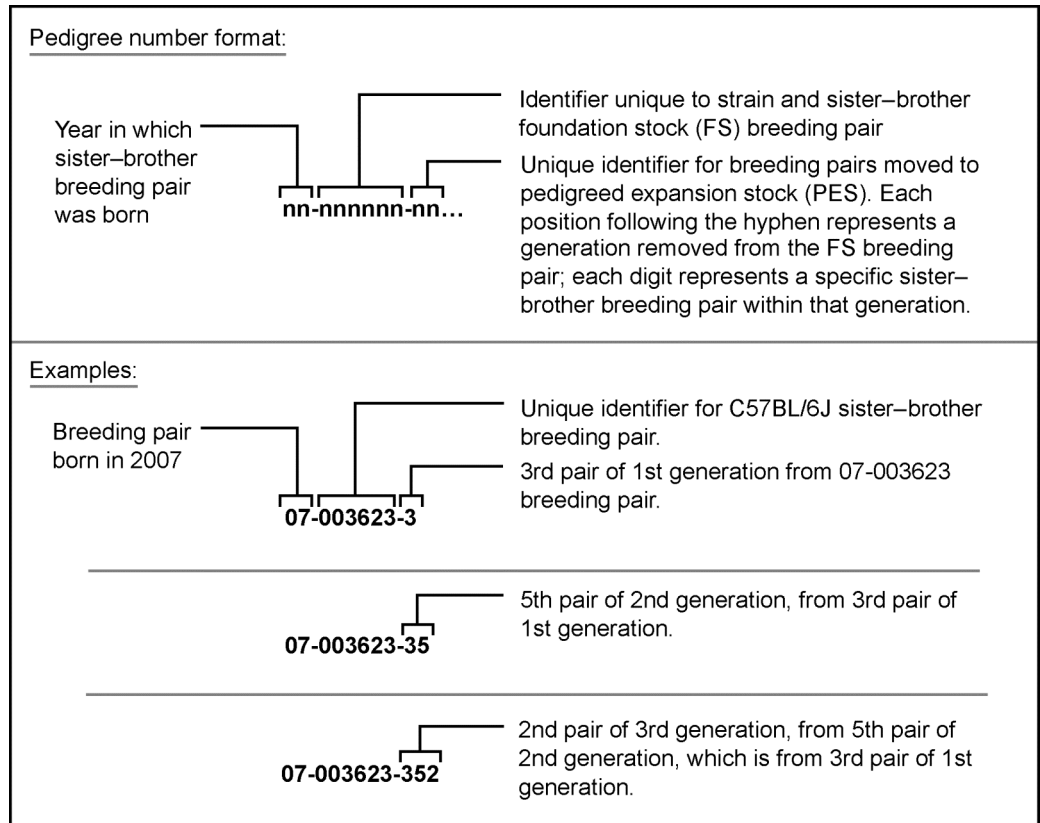 Pedigree number format:
Year in which
sister–brother
breeding pair
was born
nn-nnnnnn-nn...
Identifier unique to strain and sister–brother
foundation stock (FS) breeding pair
Unique identifier for breeding pairs moved to
pedigreed expansion stock (PES). Each
position following the hyphen represents a
generation removed from the FS breeding
pair; each digit represents a specific sister–
brother breeding pair within that generation.
Examples:
Breeding pair
born in 2007
07-003623-3
Unique identifier for C57BL/6J sister–brother
breeding pair.
3rd pair of 1st generation from 07-003623
breeding pair.
07-003623-35
5th pair of 2nd generation, from 3rd pair of
1st generation.
07-003623-352
2nd pair of 3rd generation, from 5th pair of
2nd generation, which is from 3rd pair of 1st
generation.